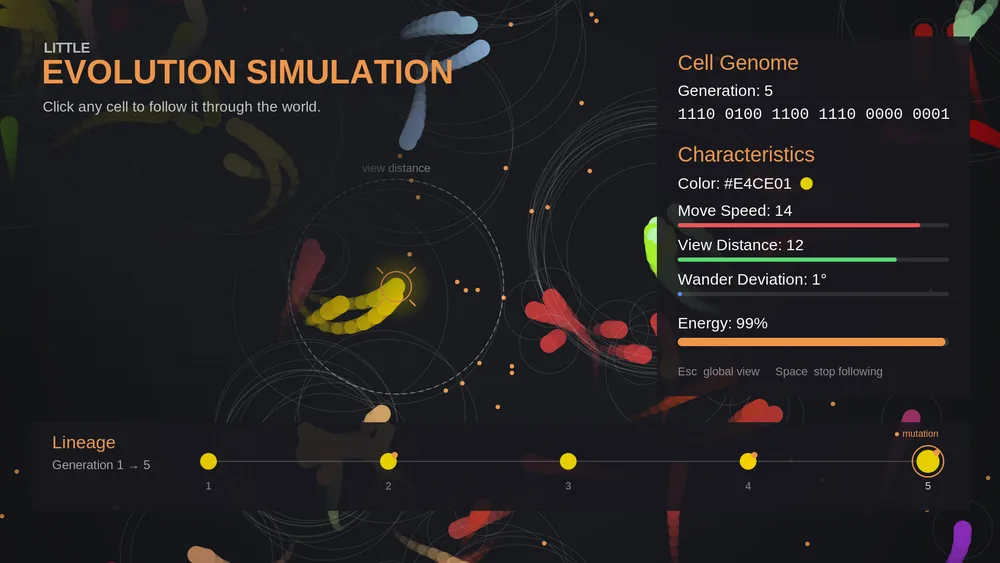 LITTLE
EVOLUTION SIMULATION
Click any cell to follow it through the world.
view distance
Cell Genome
Generation: 5
1110 0100 1100 1110 0000 0001
Characteristics
Color: #E4CE01
Move Speed: 14
View Distance: 12
Wander Deviation: 1°
Energy: 99%
Esc global view Space stop following
Lineage
Generation 1 → 5
mutation
1 2 3 4 5